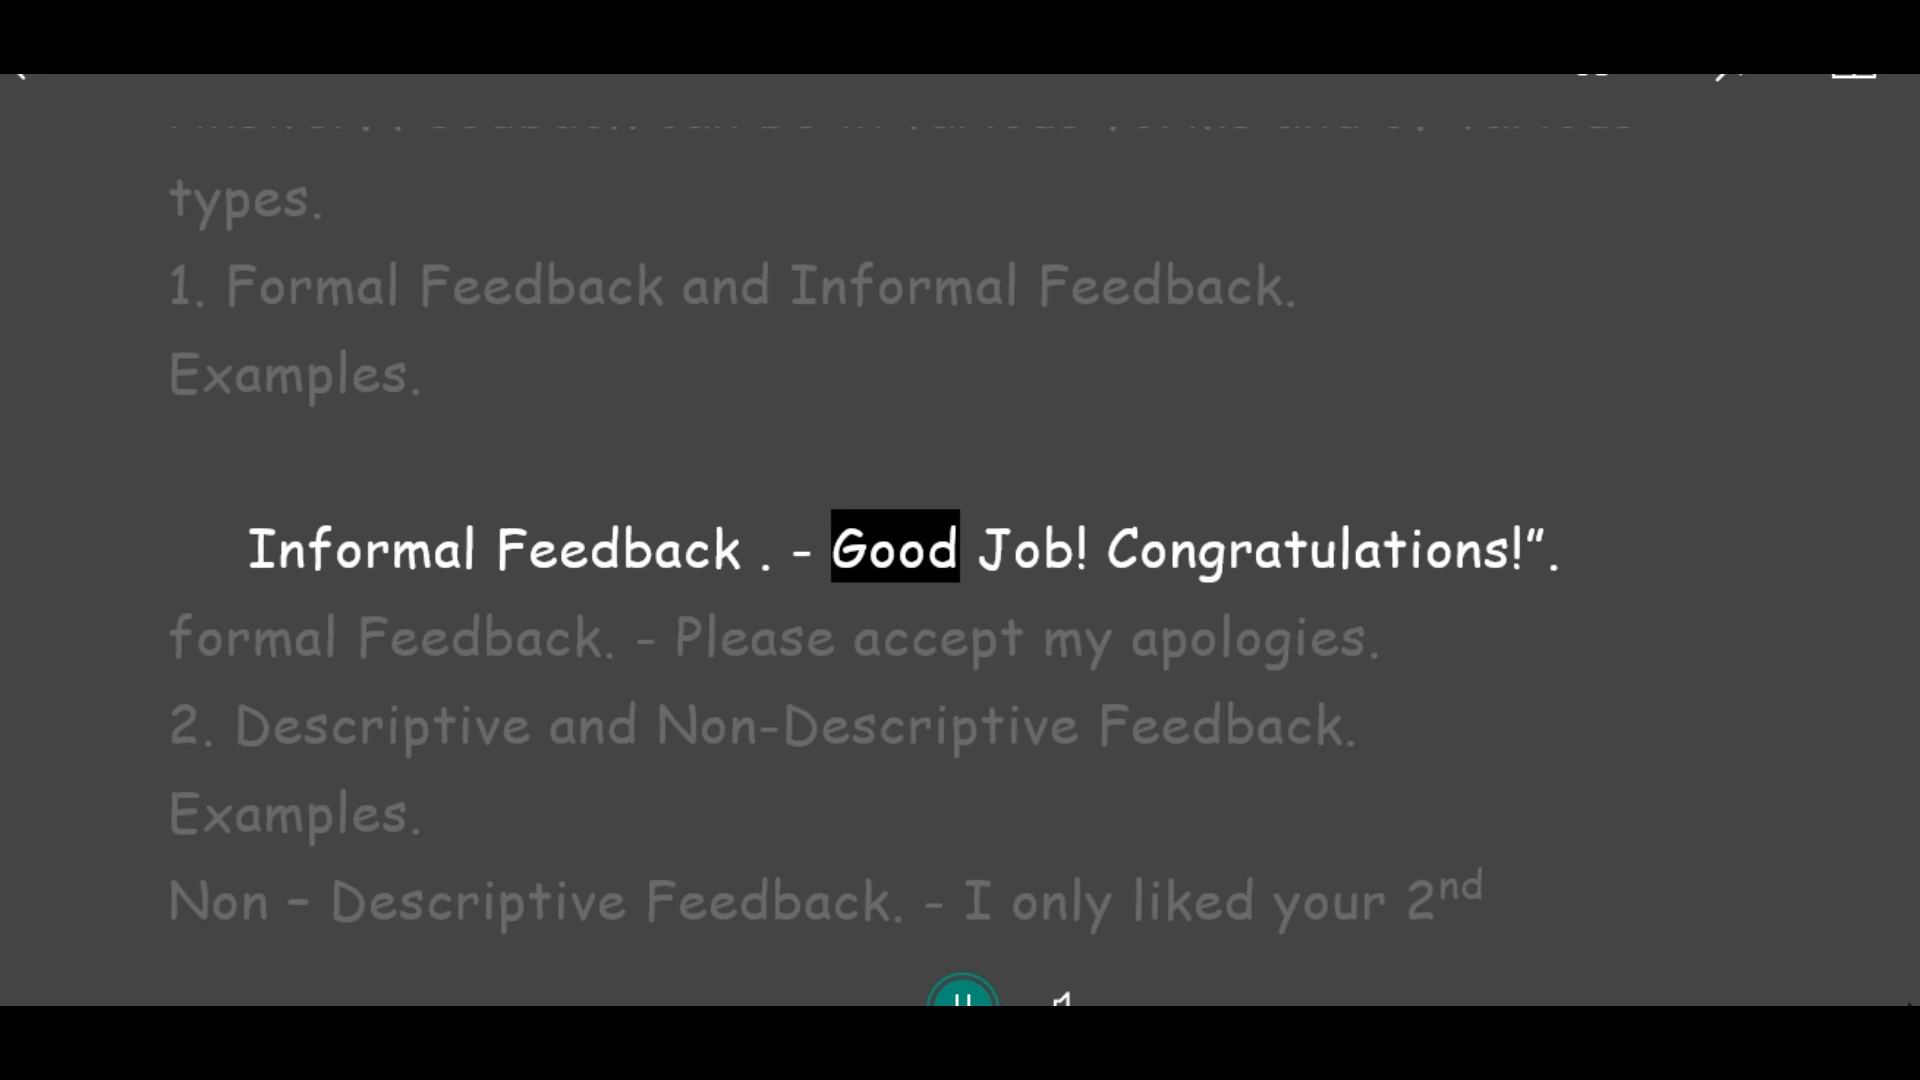 types.
1. Formal Feedback and Informal Feedback.
Examples.
Informal Feedback . - Good Job! Congratulations!”.
formal Feedback. - Please accept my apologies.
2. Descriptive and Non-Descriptive Feedback.
Examples.
Non – Descriptive Feedback. - I only liked your 2nd